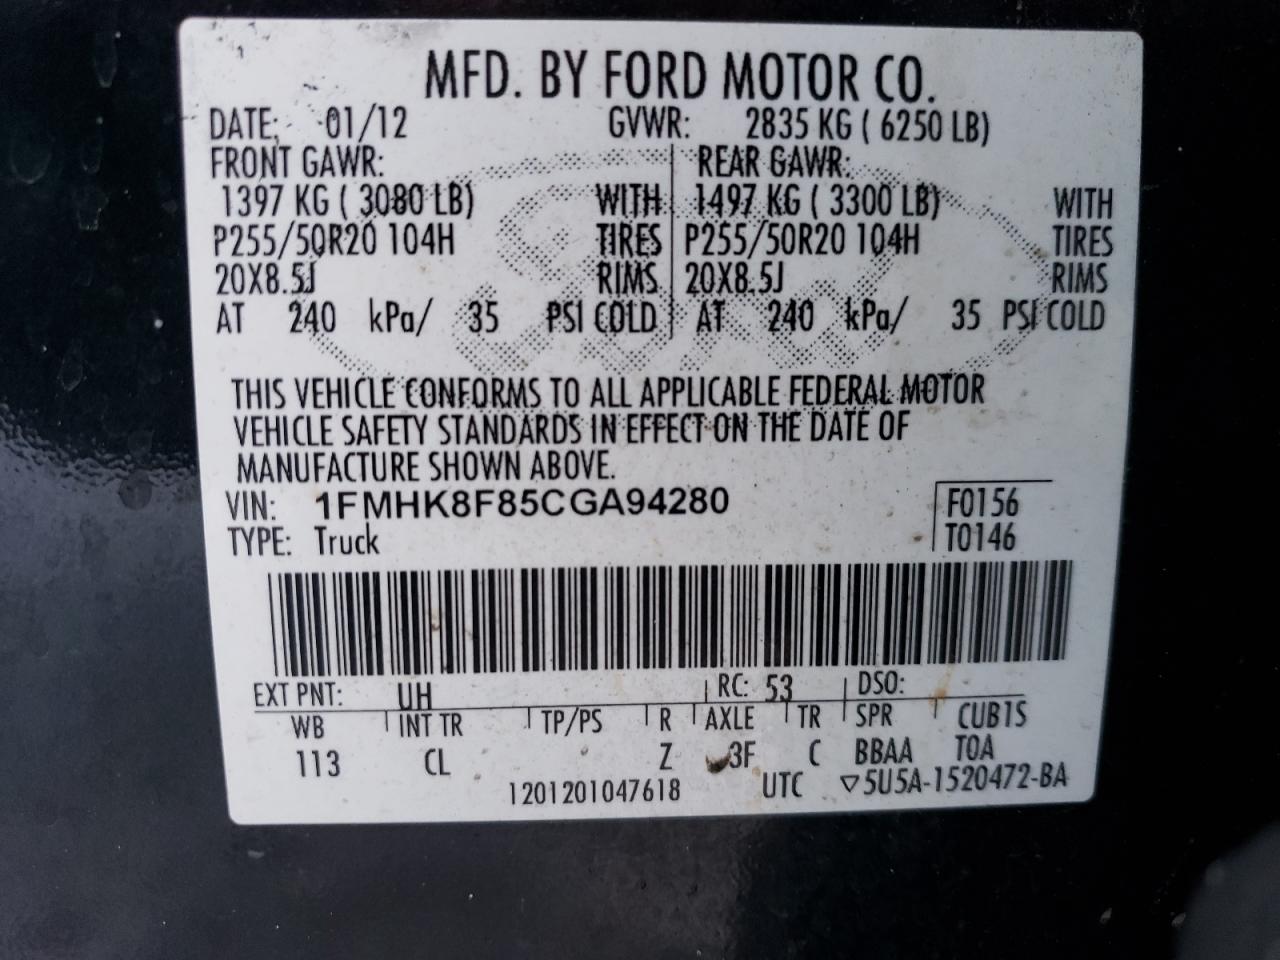 MFD. BY FORD MOTOR CO.
DATE: 01/12 GVWR: 2835 KG ( 6250 LB)
FRONT GAWR: REAR GAWR:
1397 KG ( 3080 LB) WITH 1497 KG ( 3300 LB) WITH
P255/50R20 104H TIRES P255/50R20 104H TIRES
20X8.5J RIMS 20X8.5J RIMS
AT 240 kPa/ 35 PSI COLD AT 240 kPa/ 35 PSI COLD
THIS VEHICLE CONFORMS TO ALL APPLICABLE FEDERAL MOTOR
VEHICLE SAFETY STANDARDS IN EFFECT ON THE DATE OF
MANUFACTURE SHOWN ABOVE.
VIN: 1FMHK8F85CGA94280 F0156
TYPE: Truck T0146
EXT PNT: UH RC: 53 DSO:
WB INT TR TP/PS R AXLE TR SPR CUB1S
113 CL Z 3F C BBAA TOA
1201201047618 UTC ▽5U5A-1520472-BA